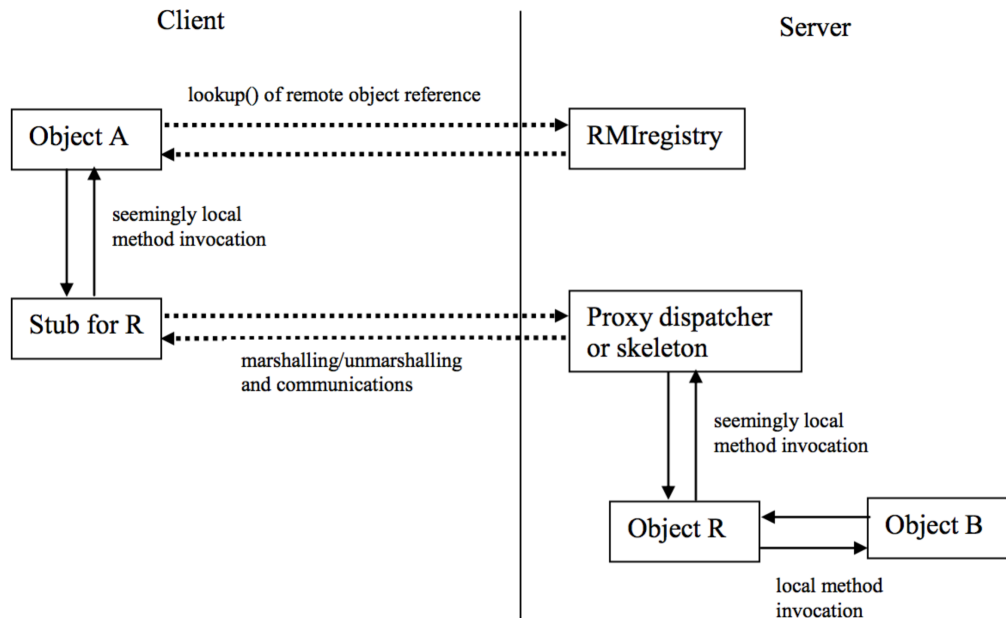 Client
Server
lookup() of remote object reference
Object A
RMIregistry
seemingly local
method invocation
Stub for R
Proxy dispatcher
or skeleton
marshalling/unmarshalling
and communications
seemingly local
method invocation
Object R
Object B
local method
invocation